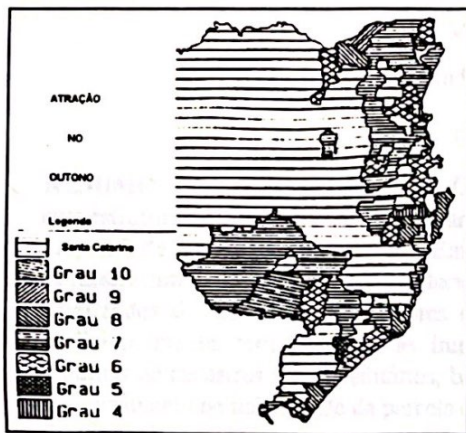 ATRAÇÃO
NO
OUTONO
Legenda
Santa Catarina
Grau 10
Grau 9
Grau 8
Grau 7
Grau 6
Grau 5
Grau 4